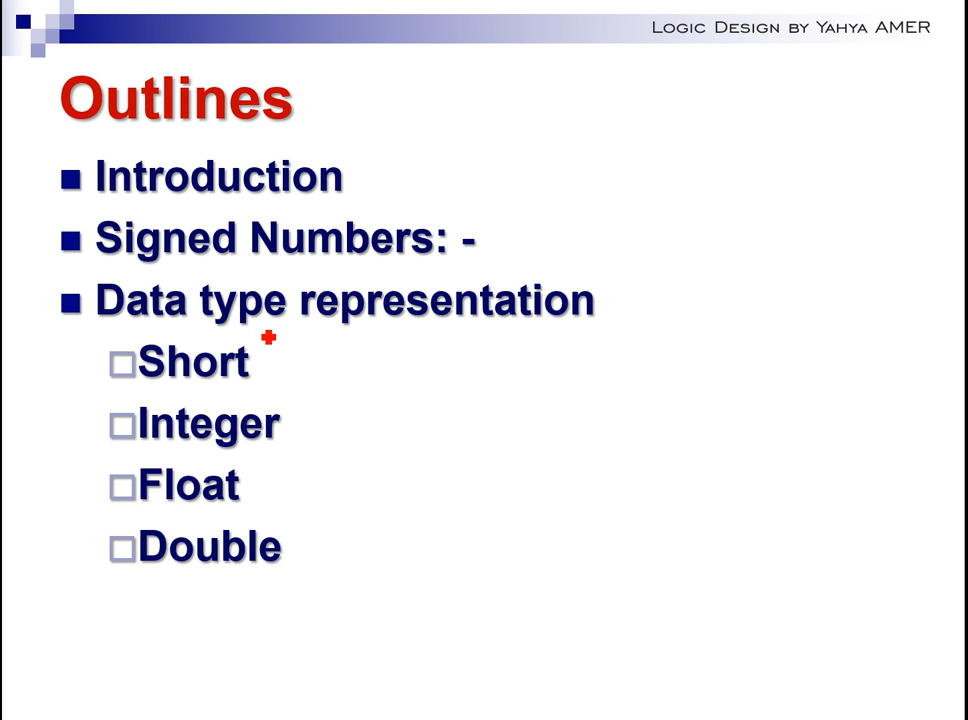 Logic Design by Yahya AMER
Outlines
Introduction
Signed Numbers: -
Data type representation
Short
Integer
Float
Double